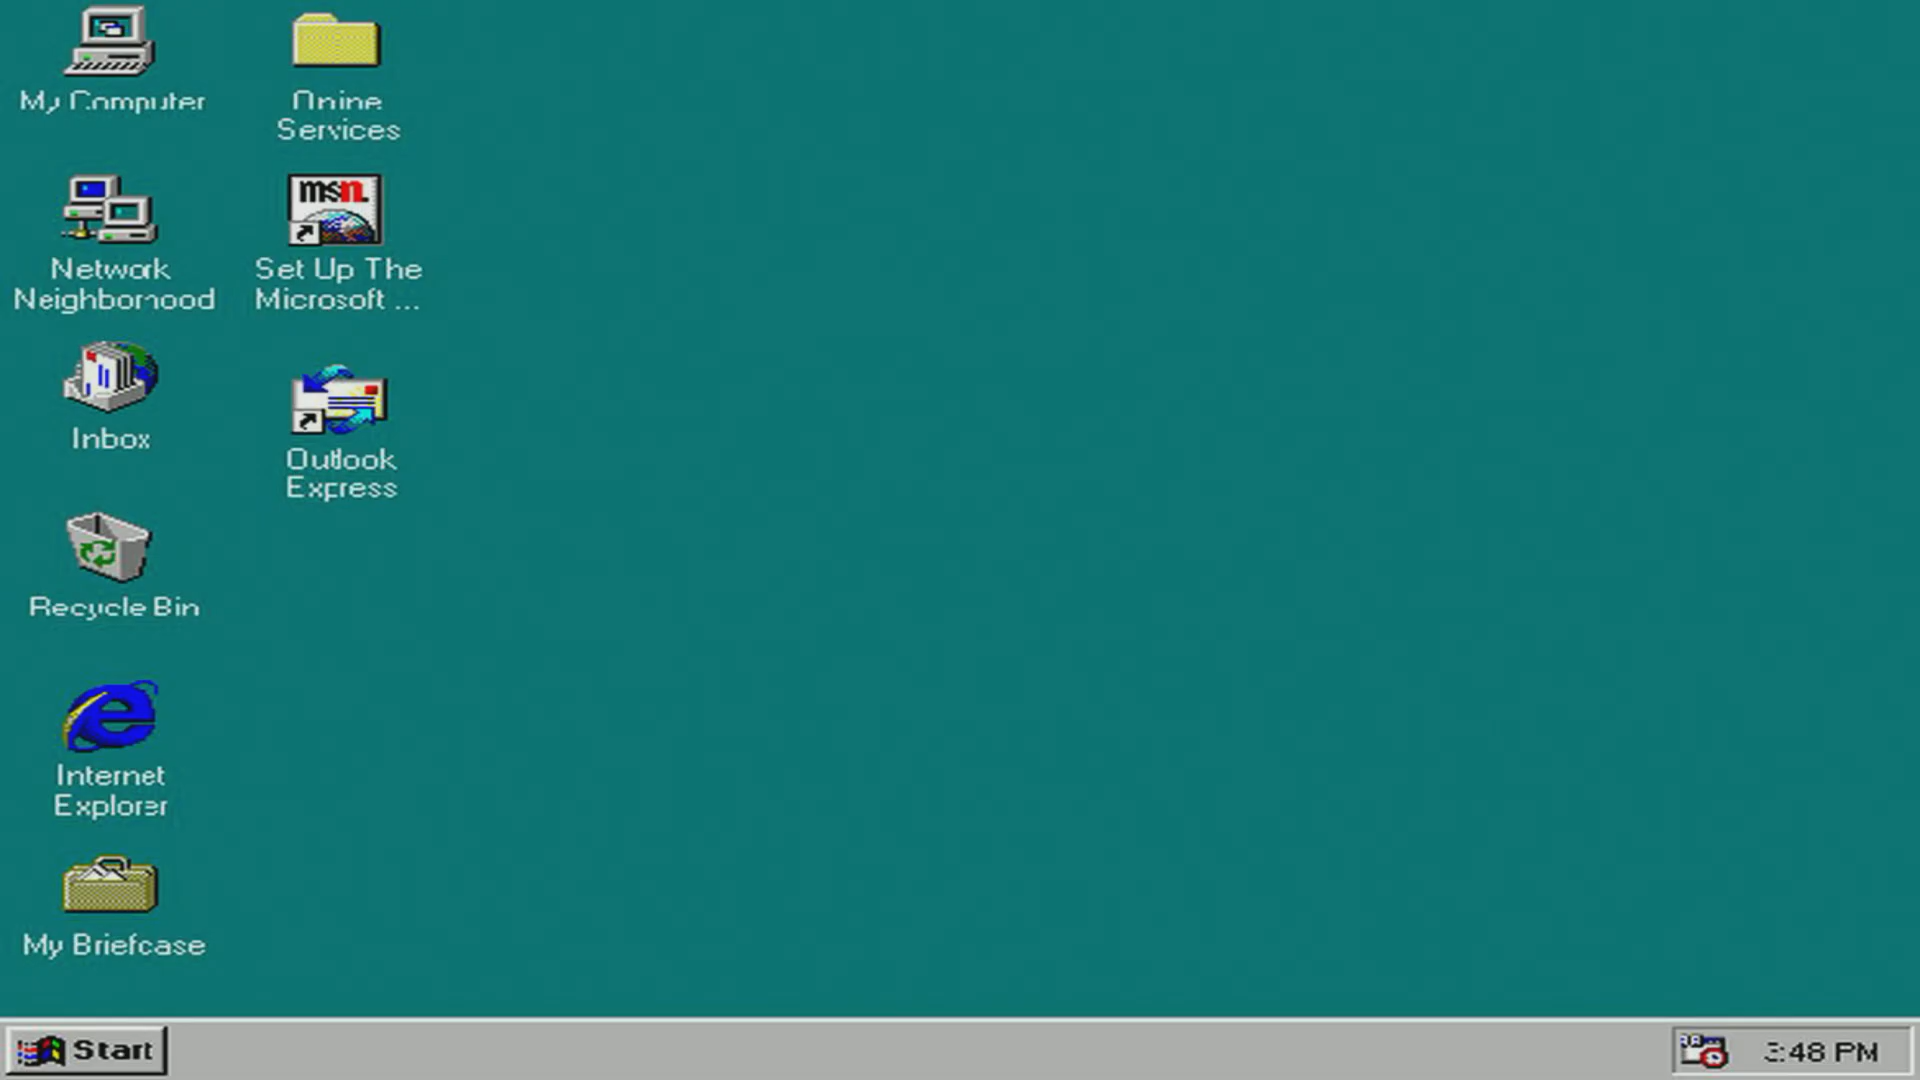 My Computer
Online
Services
msn.
Network
Neighborhood
Set Up The
Microsoft ...
Inbox
Outlook
Express
Recycle Bin
Internet
Explorer
My Briefcase
Start
3:48 PM